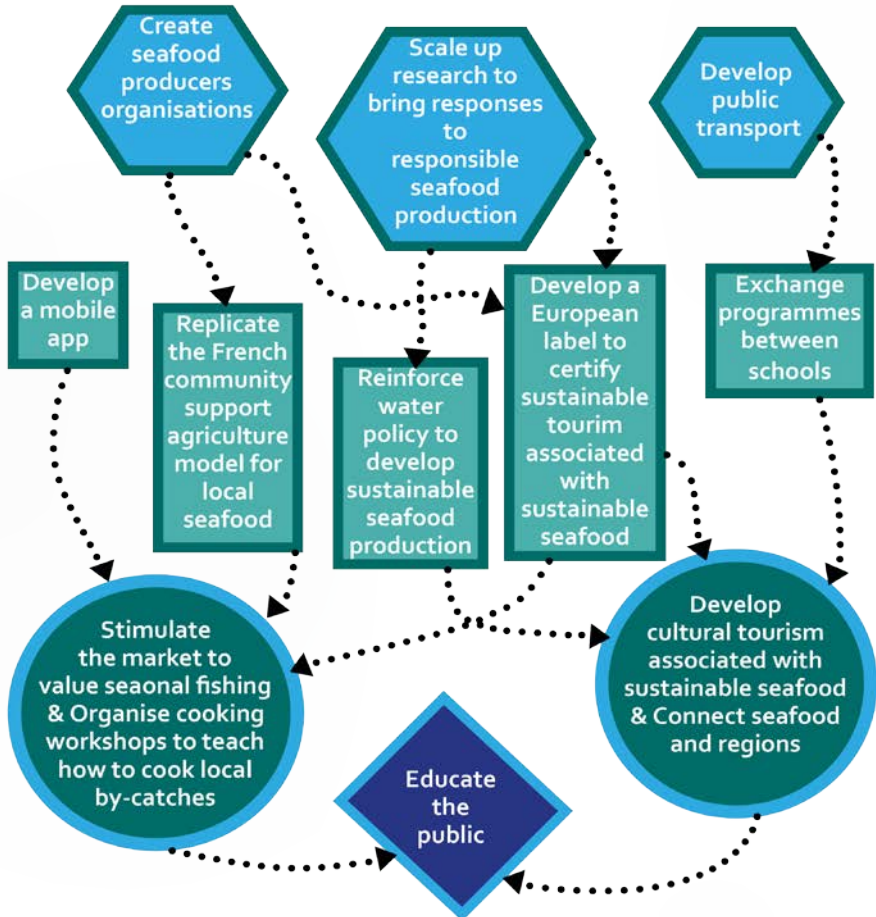 Create
seafood
producers
organisations
Scale up
research to
bring responses
to
responsible
seafood
production
Develop
public
transport
Develop
a mobile
app
Replicate
the French
community
support
agriculture
model for
local
seafood
Reinforce
water
policy to
develop
sustainable
seafood
production
Develop a
European
label to
certify
sustainable
tourim
associated
with
sustainable
seafood
Exchange
programmes
between
schools
Stimulate
the market to
value seaonal fishing
& Organise cooking
workshops to teach
how to cook local
by-catches
Develop
cultural tourism
associated with
sustainable seafood
& Connect seafood
and regions
Educate
the
public